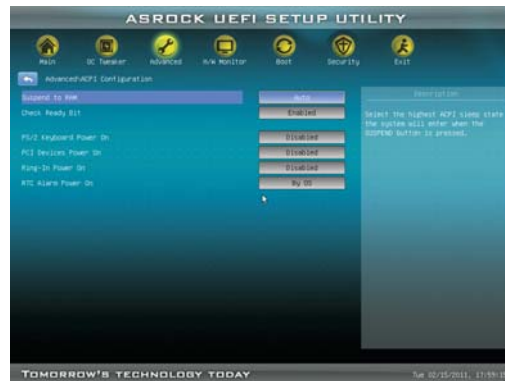 ASROCK UEFI SETUP UTILITY
Main OC Tweaker Advanced H/W Monitor Boot Security Exit
Advanced\ACPI Configuration
Suspend to RAM Auto
Check Ready Bit Enabled
PS/2 Keyboard Power On Disabled
PCI Devices Power On Disabled
Ring-In Power On Disabled
RTC Alarm Power On By OS
Description
Select the highest ACPI sleep state
the system will enter when the
SUSPEND button is pressed.
TOMORROW'S TECHNOLOGY TODAY
Tue 02/15/2011, 17:59:15